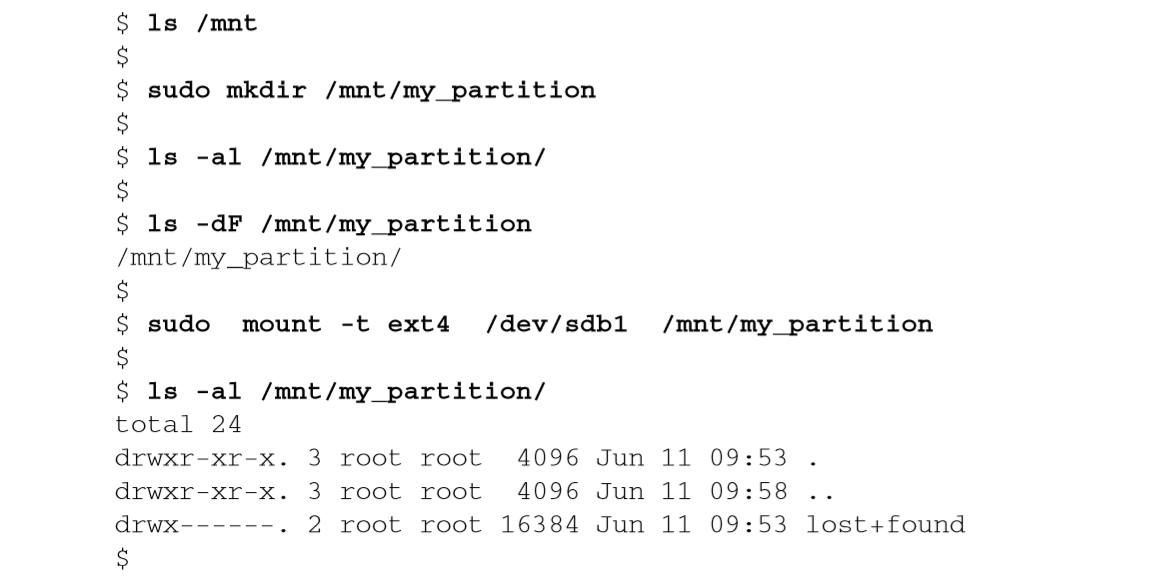 $ ls /mnt
$
$ sudo mkdir /mnt/my_partition
$
$ ls -al /mnt/my_partition/
$
$ ls -dF /mnt/my_partition
/mnt/my_partition/
$
$ sudo  mount -t ext4  /dev/sdb1  /mnt/my_partition
$
$ ls -al /mnt/my_partition/
total 24
drwxr-xr-x. 3 root root  4096 Jun 11 09:53 .
drwxr-xr-x. 3 root root  4096 Jun 11 09:58 ..
drwx------. 2 root root 16384 Jun 11 09:53 lost+found
$